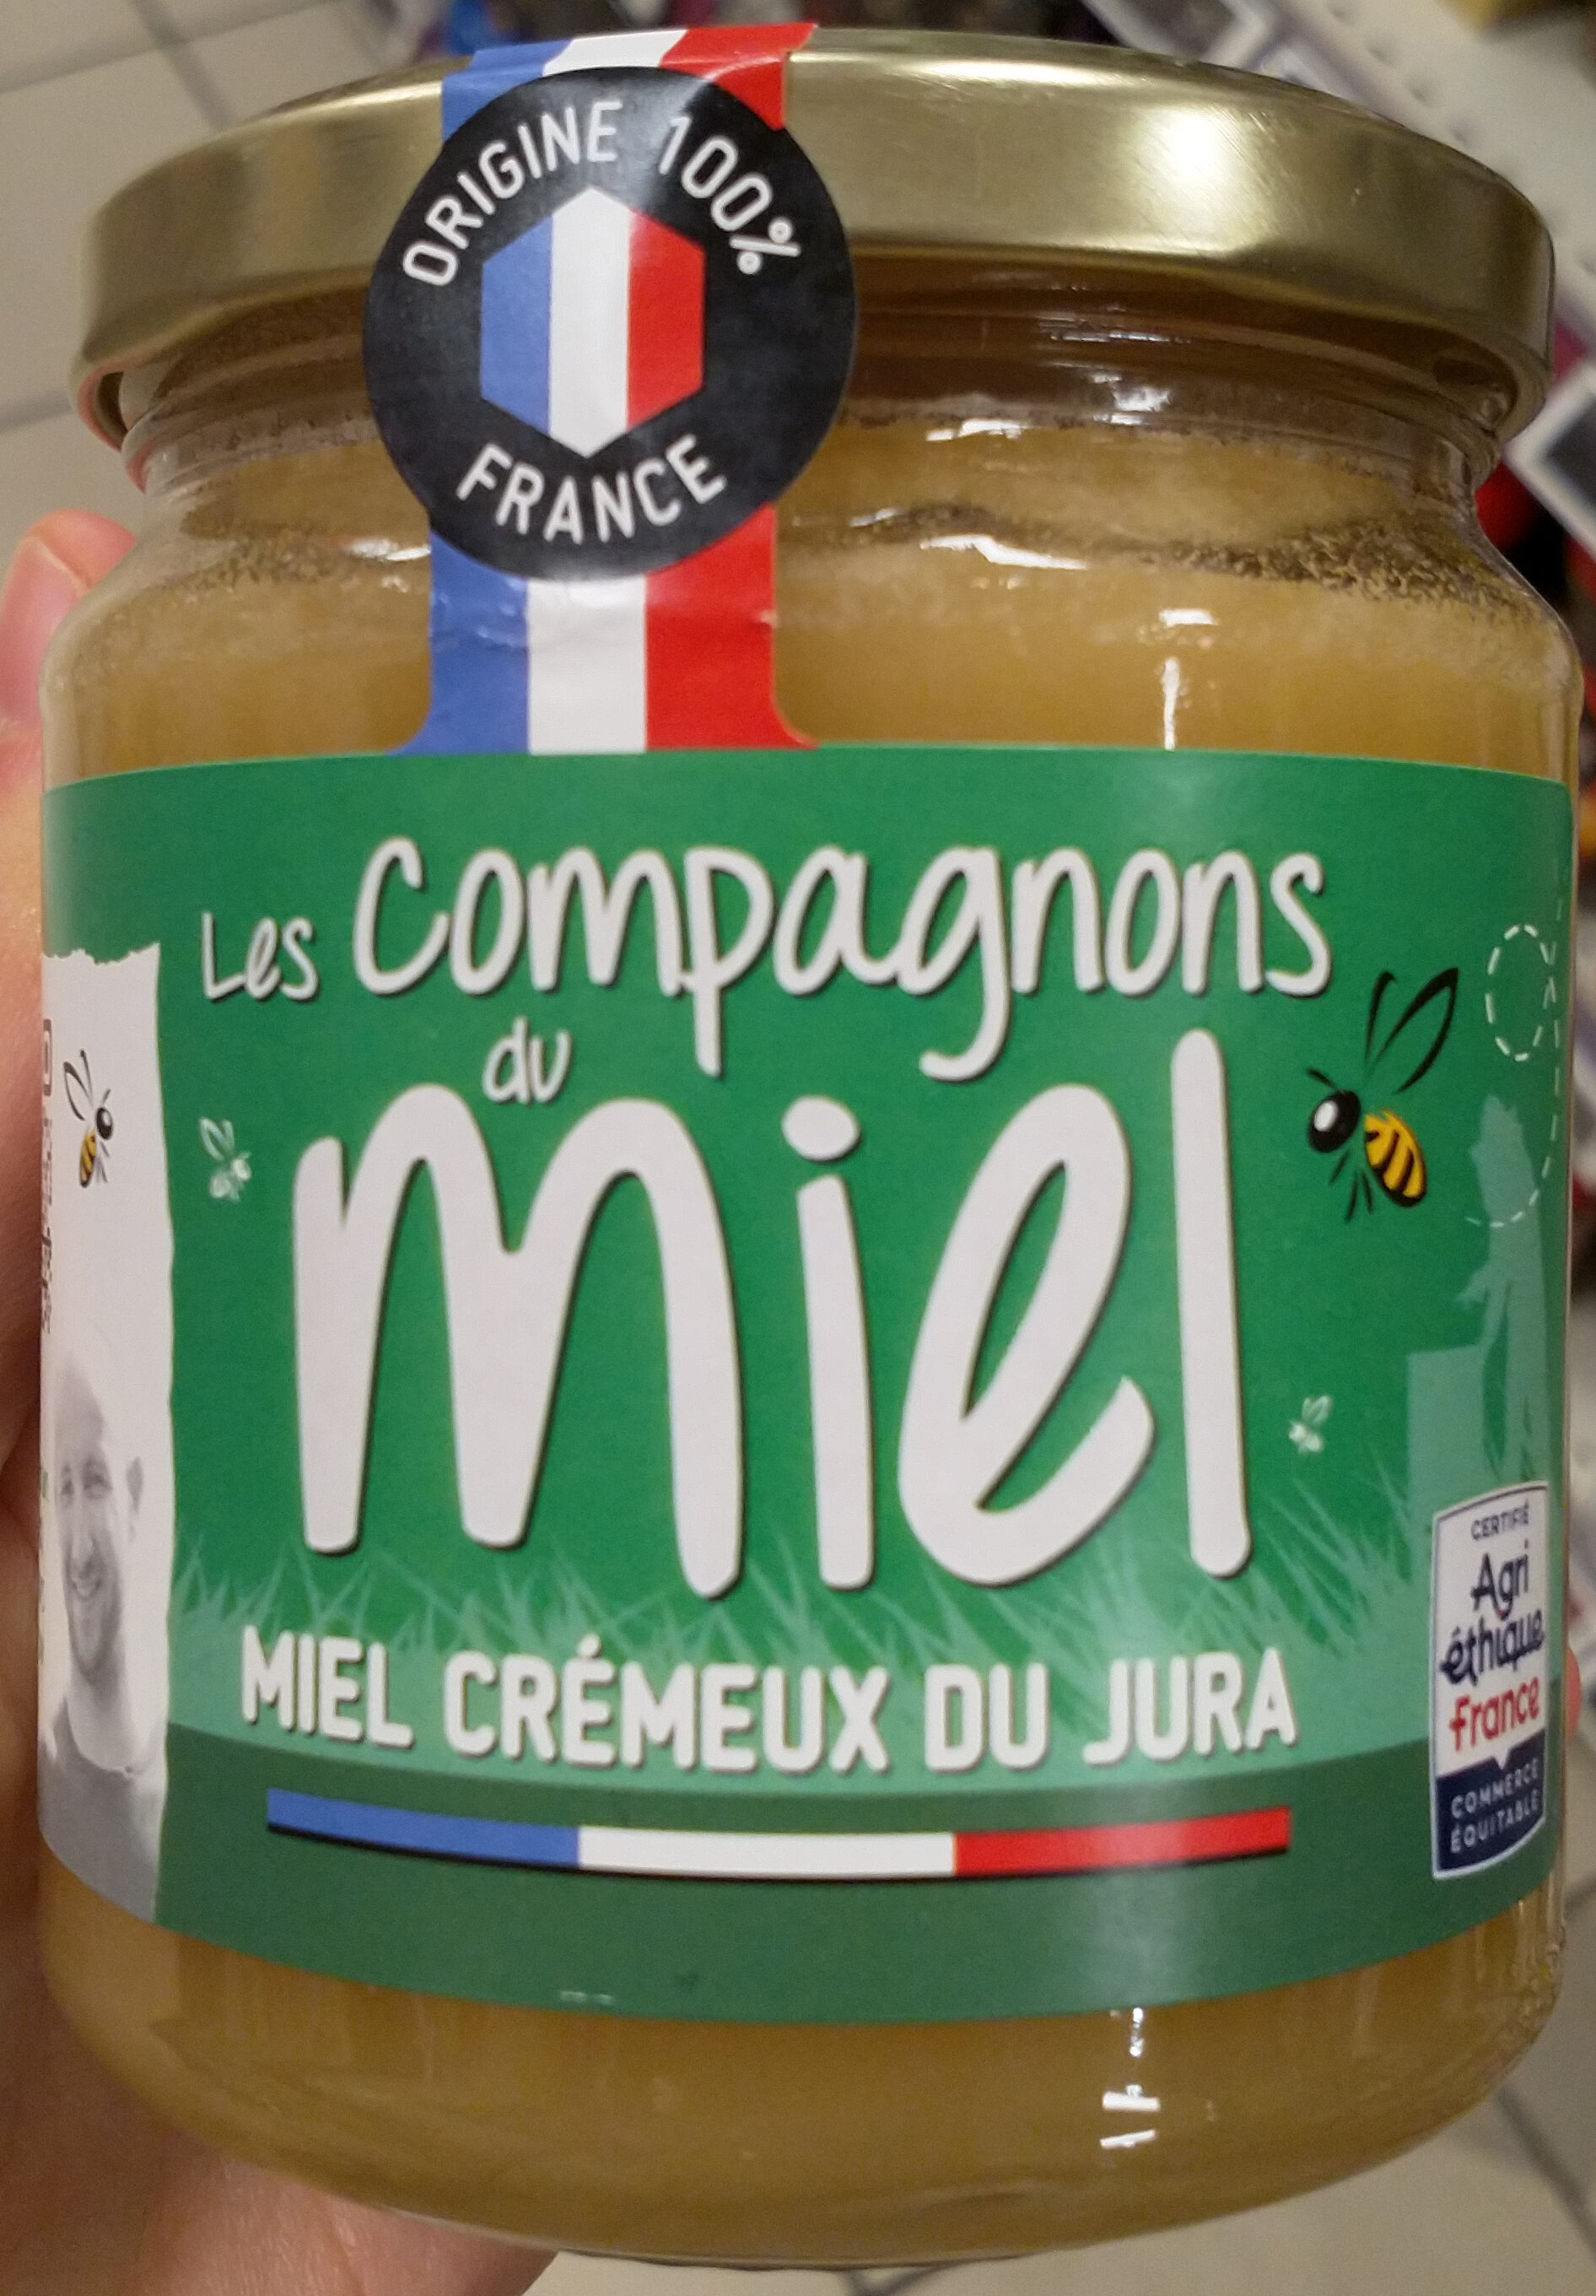 ORIGINE 100%
FRANCE
Les Compagnons
du
miel
MIEL CRÉMEUX DU JURA
CERTIFIÉ
Agri
éthique
france
COMMERCE
ÉQUITABLE